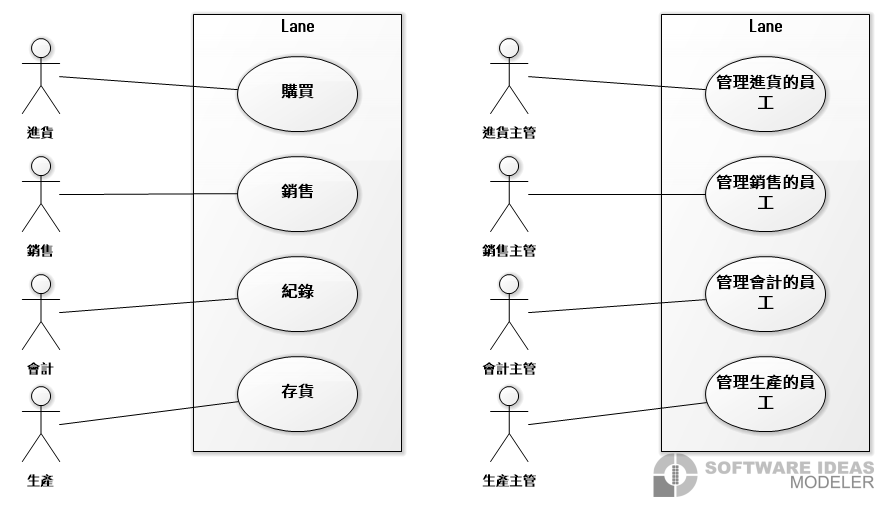 Lane
進貨
購買
銷售
銷售
會計
紀錄
生產
存貨
Lane
進貨主管
管理進貨的員
工
銷售主管
管理銷售的員
工
會計主管
管理會計的員
工
生產主管
管理生產的員
工
SOFTWARE IDEAS
MODELER